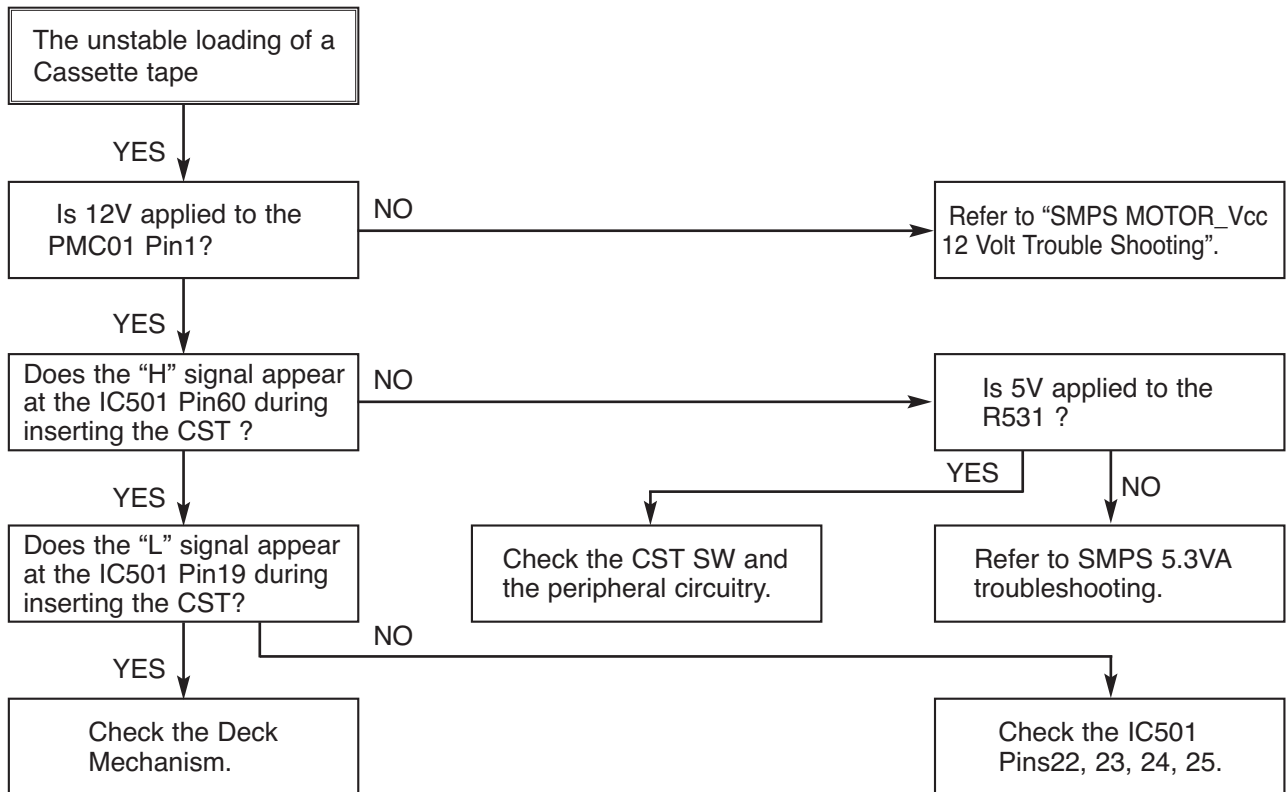 The unstable loading of a
Cassette tape
YES
Is 12V applied to the
PMC01 Pin1?
NO
Refer to “SMPS MOTOR_Vcc
12 Volt Trouble Shooting”.
YES
Does the “H” signal appear
at the IC501 Pin60 during
inserting the CST ?
NO
Is 5V applied to the
R531 ?
YES
Does the “L” signal appear
at the IC501 Pin19 during
inserting the CST?
YES
Check the CST SW and
the peripheral circuitry.
NO
Refer to SMPS 5.3VA
troubleshooting.
NO
YES
Check the Deck
Mechanism.
Check the IC501
Pins22, 23, 24, 25.